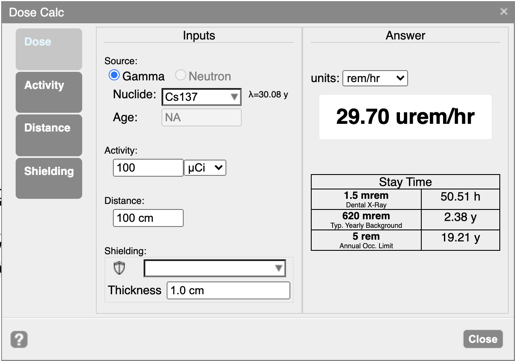 Dose Calc
×
Dose
Activity
Distance
Shielding
Inputs
Source:
Gamma Neutron
Nuclide: Cs137 λ=30.08 y
Age: NA
Activity:
100 μCi
Distance:
100 cm
Shielding:
Thickness 1.0 cm
Answer
units: rem/hr
29.70 urem/hr
Stay Time
1.5 mrem 50.51 h
Dental X-Ray
620 mrem 2.38 y
Typ. Yearly Background
5 rem 19.21 y
Annual Occ. Limit
?
Close